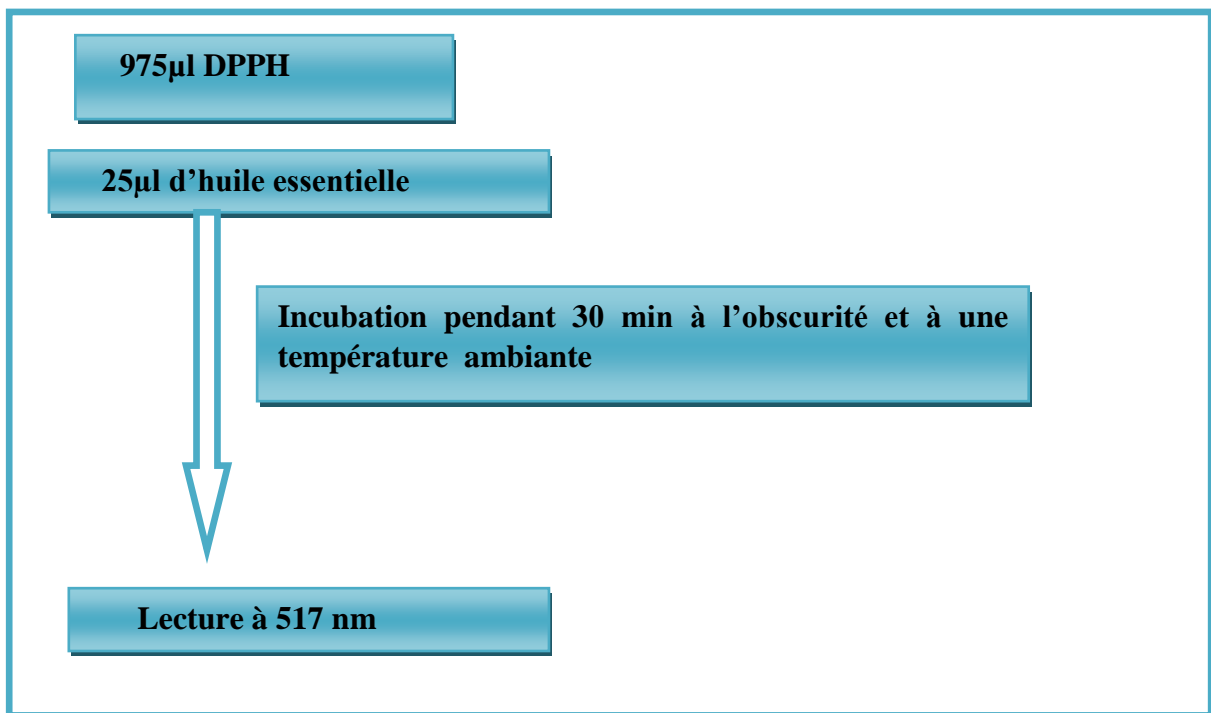 975µl DPPH
25µl d’huile essentielle
Incubation pendant 30 min à l’obscurité et à une
température ambiante
Lecture à 517 nm